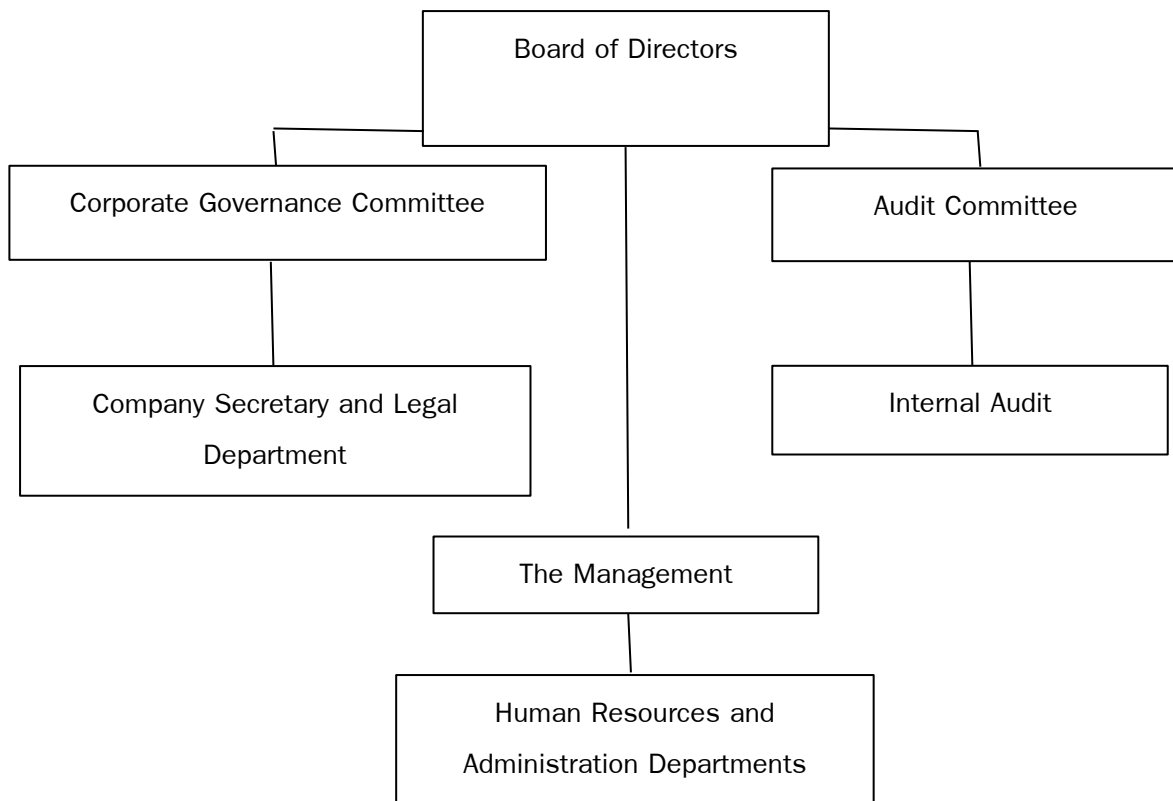 Board of Directors
Corporate Governance Committee
Audit Committee
Company Secretary and Legal
Department
Internal Audit
The Management
Human Resources and
Administration Departments